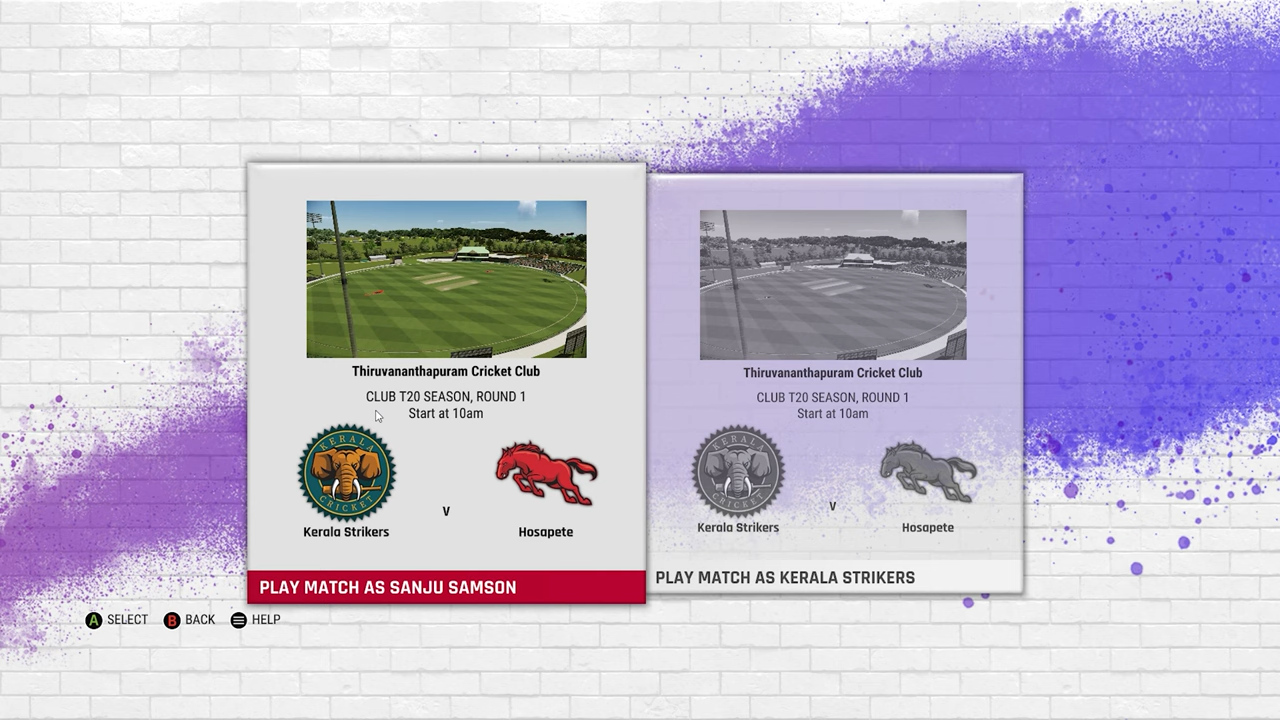 Thiruvananthapuram Cricket Club
CLUB T20 SEASON, ROUND 1
Start at 10am
KERALA
CRICKET
V
Kerala Strikers
Hosapete
PLAY MATCH AS SANJU SAMSON
Thiruvananthapuram Cricket Club
CLUB T20 SEASON, ROUND 1
Start at 10am
KERALA
CRICKET
V
Kerala Strikers
Hosapete
PLAY MATCH AS KERALA STRIKERS
A SELECT B BACK HELP